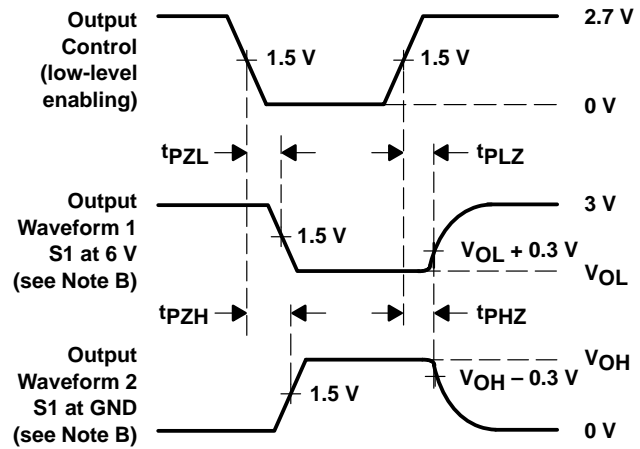 Output
Control
(low-level
enabling)
2.7 V
1.5 V
1.5 V
0 V
tPZL
tPLZ
Output
Waveform 1
S1 at 6 V
(see Note B)
3 V
1.5 V
VOL + 0.3 V
VOL
tPZH
tPHZ
Output
Waveform 2
S1 at GND
(see Note B)
VOH
1.5 V
VOH – 0.3 V
0 V